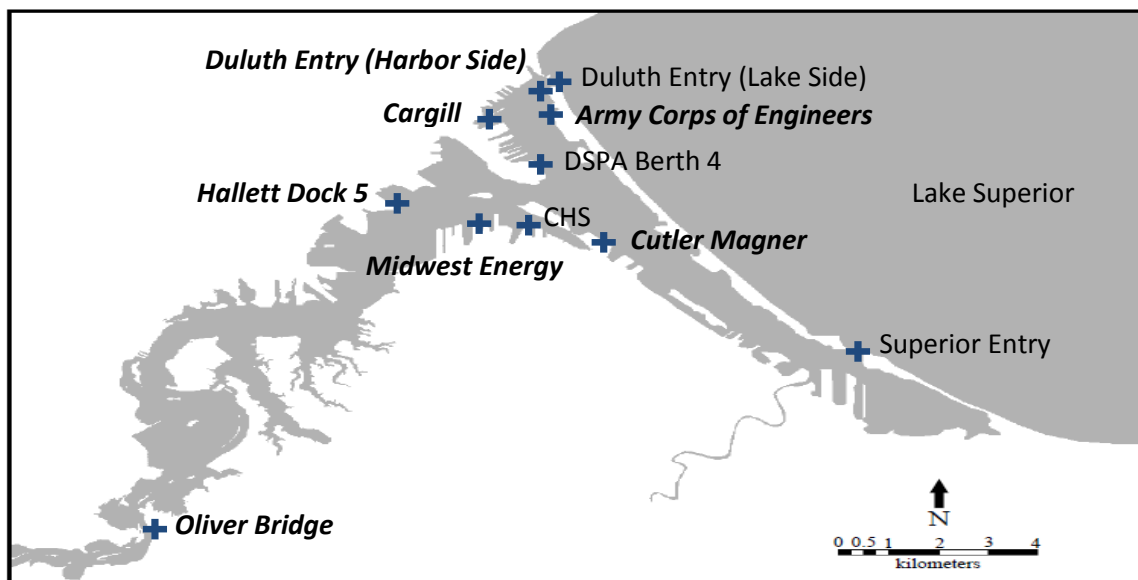 Duluth Entry (Harbor Side)
Duluth Entry (Lake Side)
Cargill
Army Corps of Engineers
DSPA Berth 4
Hallett Dock 5
Lake Superior
CHS
Cutler Magner
Midwest Energy
Superior Entry
Oliver Bridge
N
0 0.5 1 2 3 4
kilometers